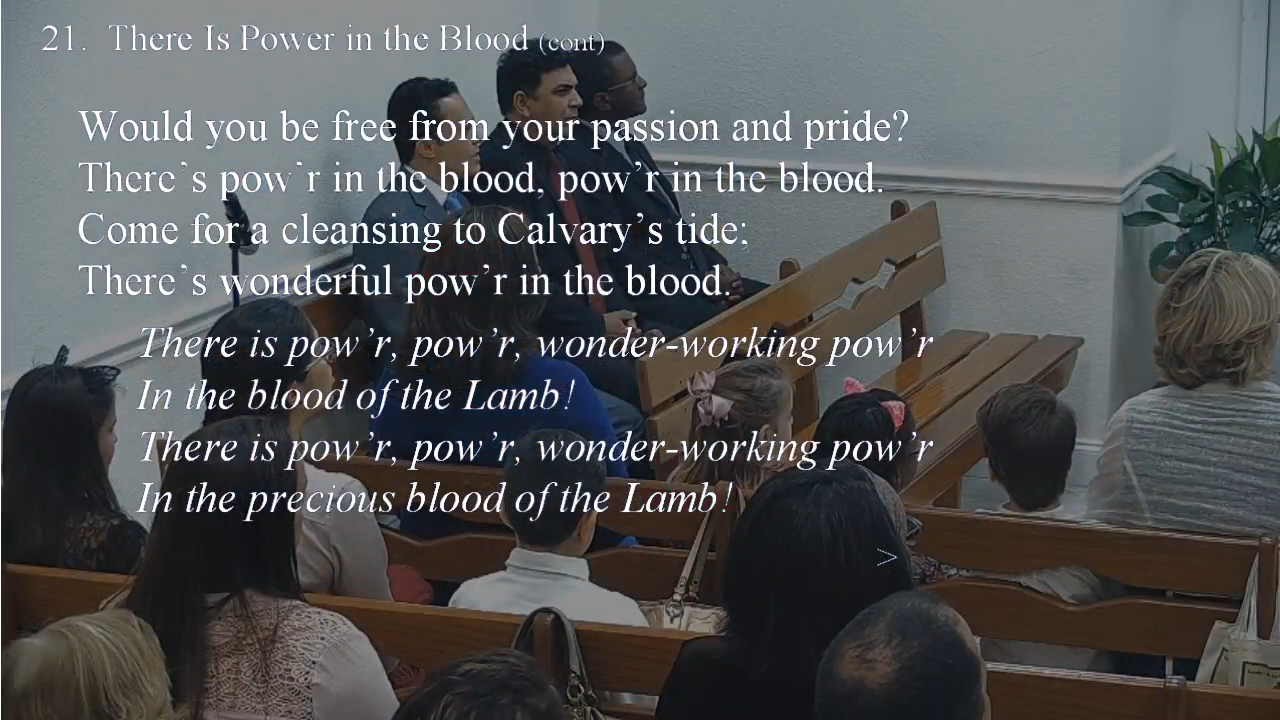 21. There Is Power in the Blood (cont)
Would you be free from your passion and pride?
There's pow`r in the blood, pow’r in the blood.
Come for a cleansing to Calvary’s tide;
There’s wonderful pow’r in the blood.
There is pow’r, pow’r, wonder-working pow’r
In the blood of the Lamb!
There is pow’r, pow’r, wonder-working pow’r
In the precious blood of the Lamb!
>